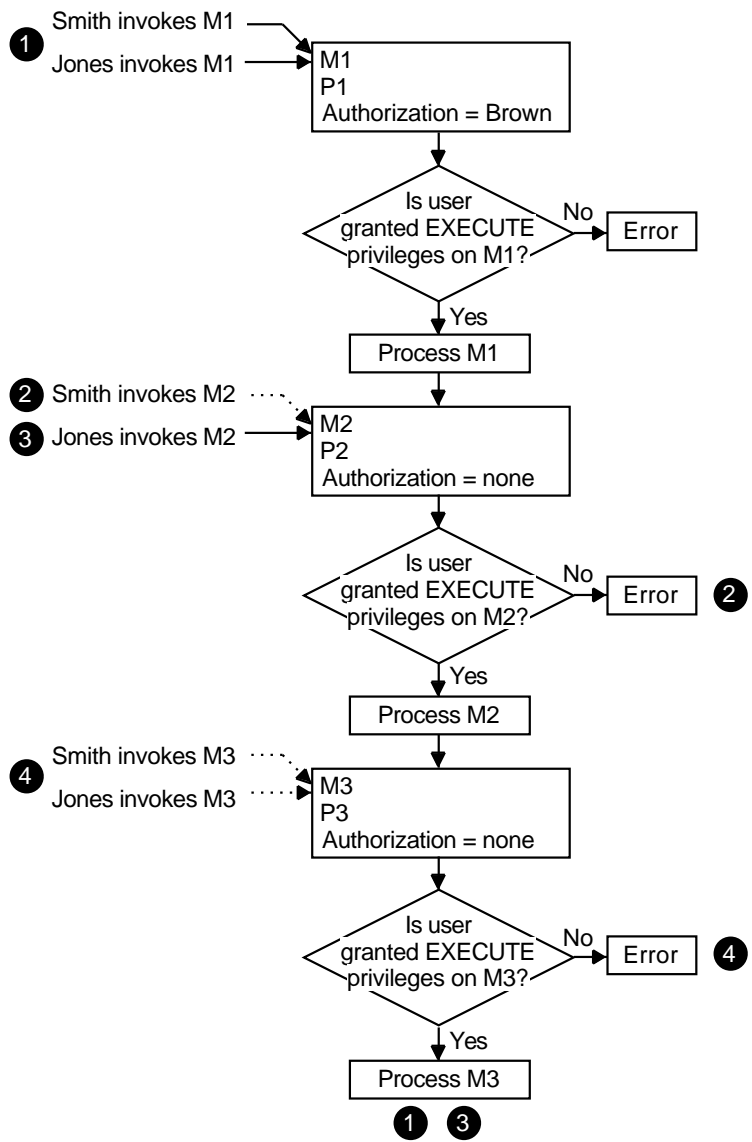 Smith invokes M1
1
Jones invokes M1
M1
P1
Authorization = Brown
Is user
granted EXECUTE
privileges on M1?
No
Error
Yes
Process M1
2 Smith invokes M2
3 Jones invokes M2
M2
P2
Authorization = none
Is user
granted EXECUTE
privileges on M2?
No
Error
2
Yes
Process M2
Smith invokes M3
4
Jones invokes M3
M3
P3
Authorization = none
Is user
granted EXECUTE
privileges on M3?
No
Error
4
Yes
Process M3
1 3